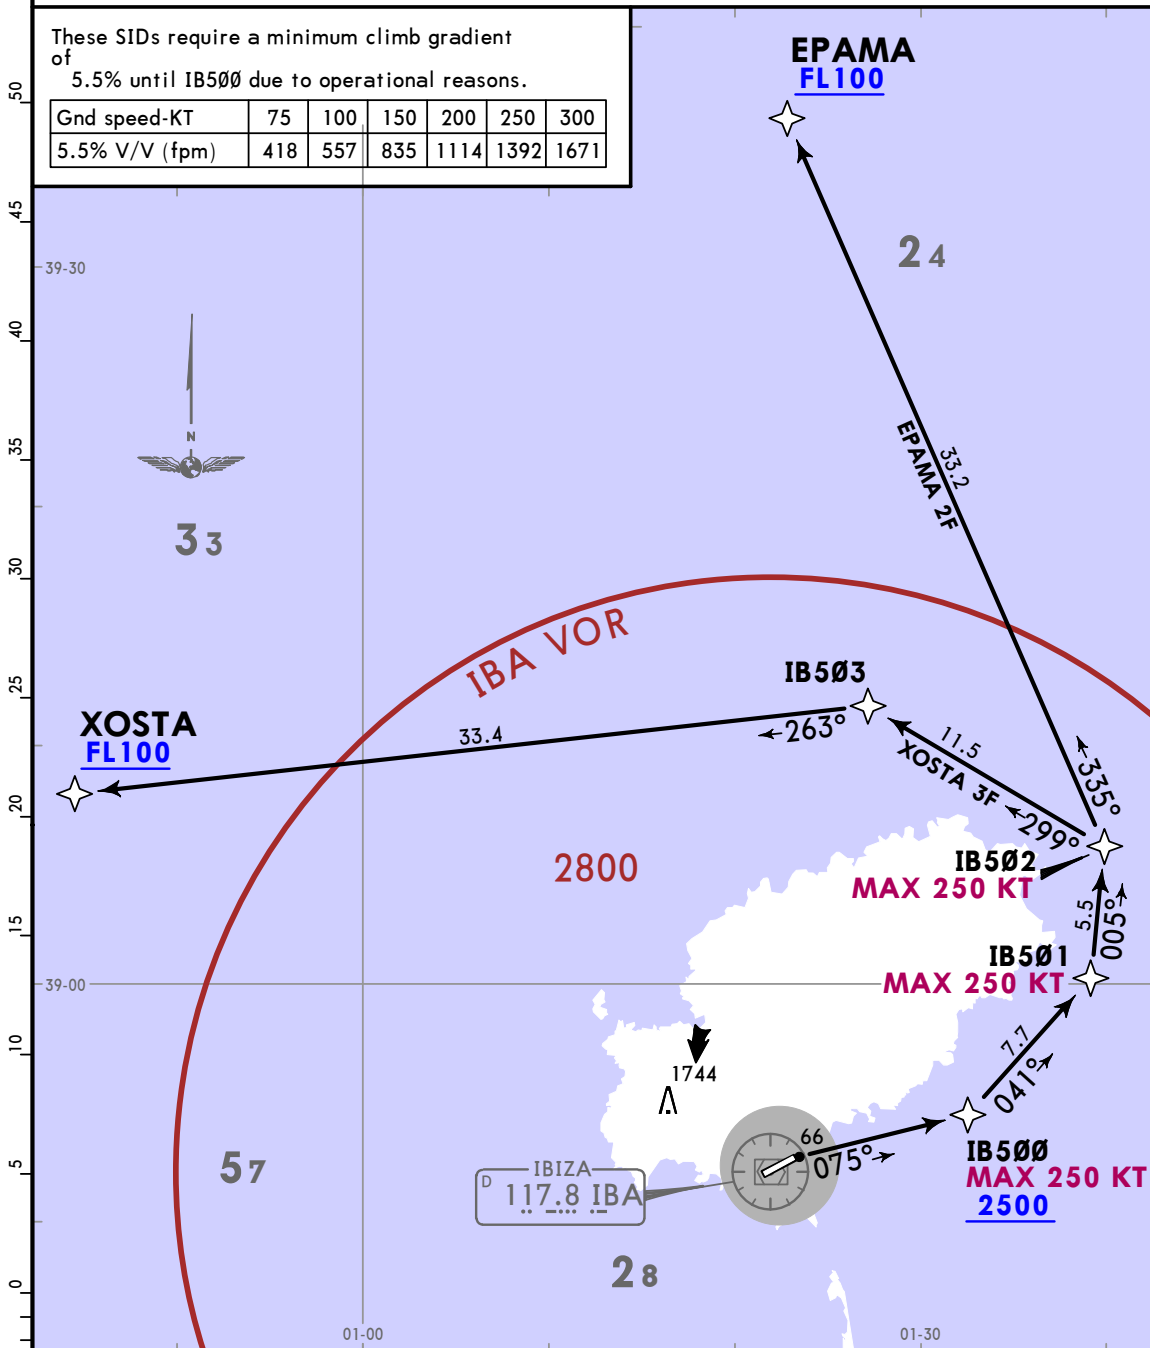 These SIDs require a minimum climb gradient
of
5.5% until IB5ØØ due to operational reasons.
Gnd speed-KT 75 100 150 200 250 300
5.5% V/V (fpm) 418 557 835 1114 1392 1671
EPAMA
FL100
50
45
24
39-30
40
N
35
EPAMA 2F
33.2
33
30
IBA VOR
25
IB5Ø3
XOSTA
FL100
33.4
263°
11.5
XOSTA 3F
335°
299°
20
2800
IB5Ø2
MAX 250 KT
5.5
005°
15
IB5Ø1
MAX 250 KT
39-00
7.7
041°
10
1744
66
075°
IB5ØØ
MAX 250 KT
2500
5
57
IBIZA
D 117.8 IBA
28
0
01-00
01-30